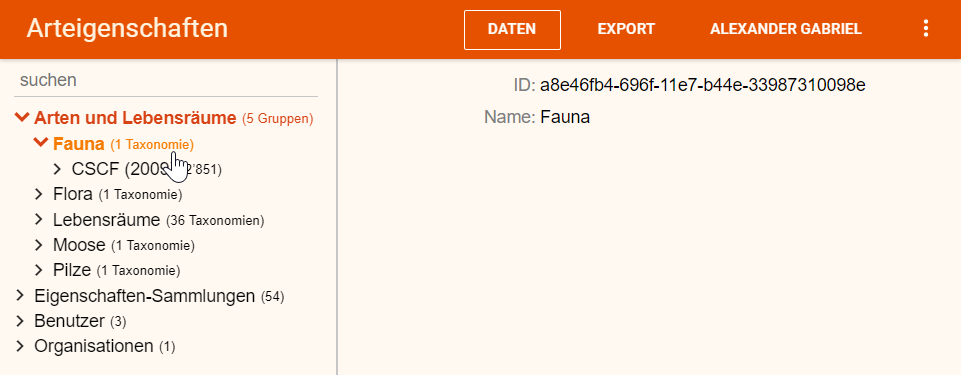 Arteigenschaften
DATEN
EXPORT
ALEXANDER GABRIEL
suchen
Arten und Lebensräume (5 Gruppen)
Fauna (1 Taxonomie)
CSCF (2009 2'851)
Flora (1 Taxonomie)
Lebensräume (36 Taxonomien)
Moose (1 Taxonomie)
Pilze (1 Taxonomie)
Eigenschaften-Sammlungen (54)
Benutzer (3)
Organisationen (1)
ID: a8e46fb4-696f-11e7-b44e-33987310098e
Name: Fauna